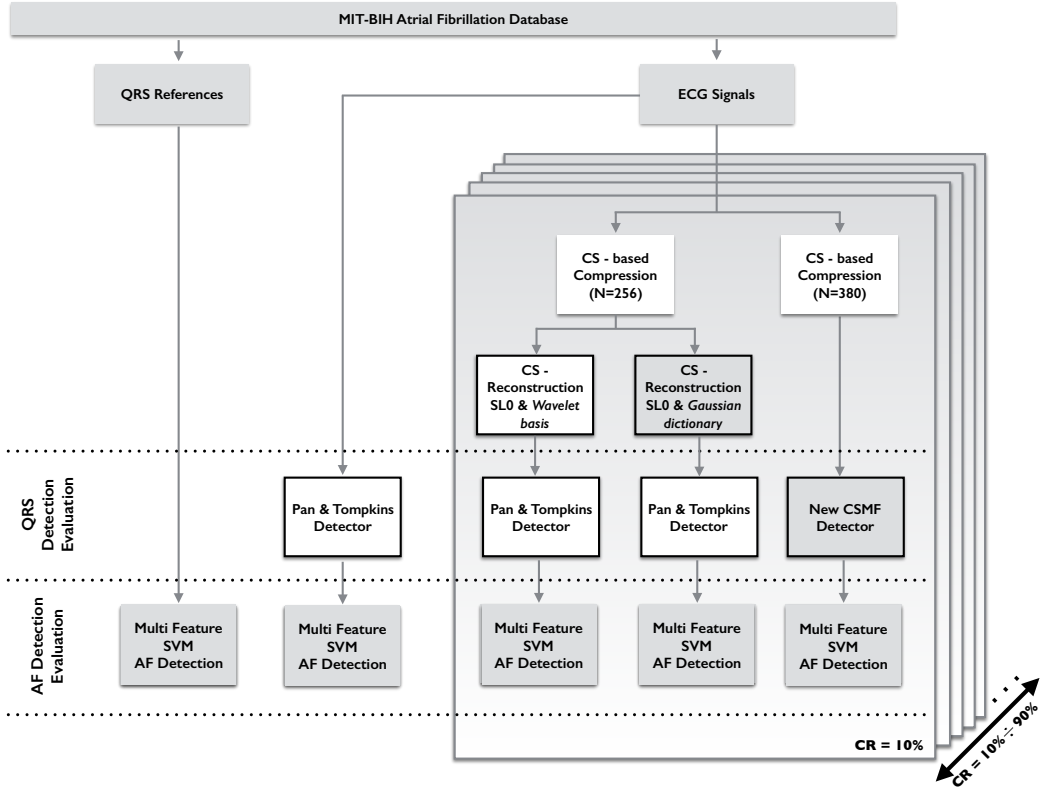 MIT-BIH Atrial Fibrillation Database
QRS References
ECG Signals
CS - based
Compression
(N=256)
CS - based
Compression
(N=380)
CS -
Reconstruction
SL0 & Wavelet
basis
CS -
Reconstruction
SL0 & Gaussian
dictionary
QRS
Detection
Evaluation
Pan & Tompkins
Detector
Pan & Tompkins
Detector
Pan & Tompkins
Detector
New CSMF
Detector
AF Detection
Evaluation
Multi Feature
SVM
AF Detection
Multi Feature
SVM
AF Detection
Multi Feature
SVM
AF Detection
Multi Feature
SVM
AF Detection
Multi Feature
SVM
AF Detection
CR = 10%
CR = 10% ÷ 90%